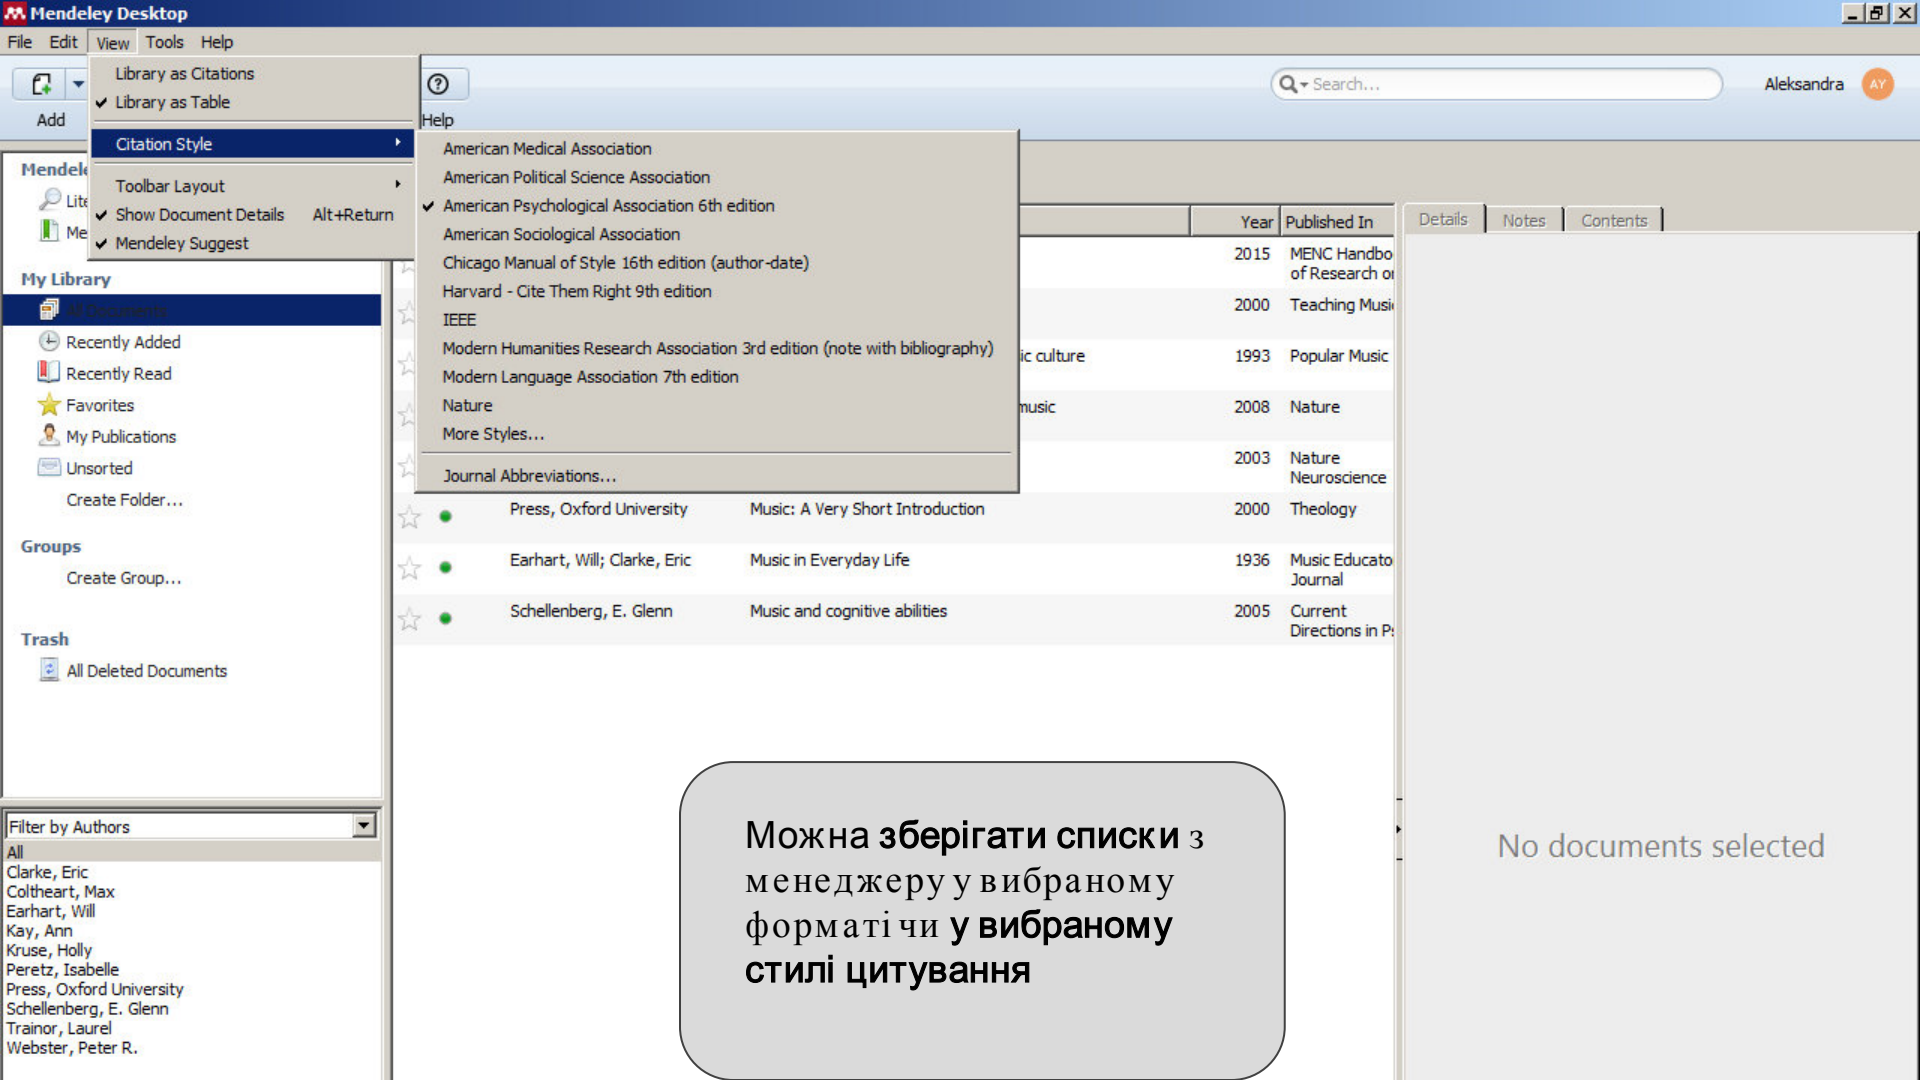 Mendeley Desktop
File Edit View Tools Help
Library as Citations
Library as Table
Citation Style
Toolbar Layout
Show Document Details Alt+Return
Mendeley Suggest
Add
Help
Search...
Aleksandra AY
American Medical Association
American Political Science Association
American Psychological Association 6th edition
American Sociological Association
Chicago Manual of Style 16th edition (author-date)
Harvard - Cite Them Right 9th edition
IEEE
Modern Humanities Research Association 3rd edition (note with bibliography)
Modern Language Association 7th edition
Nature
More Styles...
Journal Abbreviations...
My Library
All Documents
Recently Added
Recently Read
Favorites
My Publications
Unsorted
Create Folder...
Groups
Create Group...
Trash
All Deleted Documents
Year Published In
2015 MENC Handbo
of Research on
2000 Teaching Musi
ic culture 1993 Popular Music
music 2008 Nature
2003 Nature
Neuroscience
Press, Oxford University Music: A Very Short Introduction 2000 Theology
Earhart, Will; Clarke, Eric Music in Everyday Life 1936 Music Educato
Journal
Schellenberg, E. Glenn Music and cognitive abilities 2005 Current
Directions in Ps
Details Notes Contents
No documents selected
Filter by Authors
All
Clarke, Eric
Coltheart, Max
Earhart, Will
Kay, Ann
Kruse, Holly
Peretz, Isabelle
Press, Oxford University
Schellenberg, E. Glenn
Trainor, Laurel
Webster, Peter R.
Можна зберігати списки з
менеджеру у вибраному
форматі чи у вибраному
стилі цитування